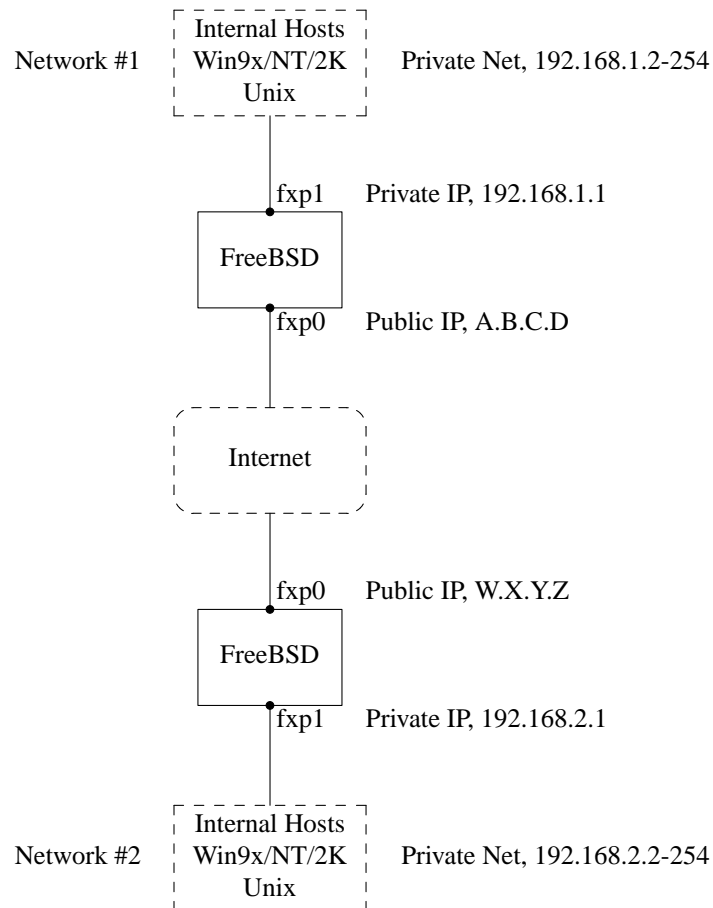 Internal Hosts
Network #1 Win9x/NT/2K Private Net, 192.168.1.2-254
Unix
fxp1 Private IP, 192.168.1.1
FreeBSD
fxp0 Public IP, A.B.C.D
Internet
fxp0 Public IP, W.X.Y.Z
FreeBSD
fxp1 Private IP, 192.168.2.1
Internal Hosts
Network #2 Win9x/NT/2K Private Net, 192.168.2.2-254
Unix